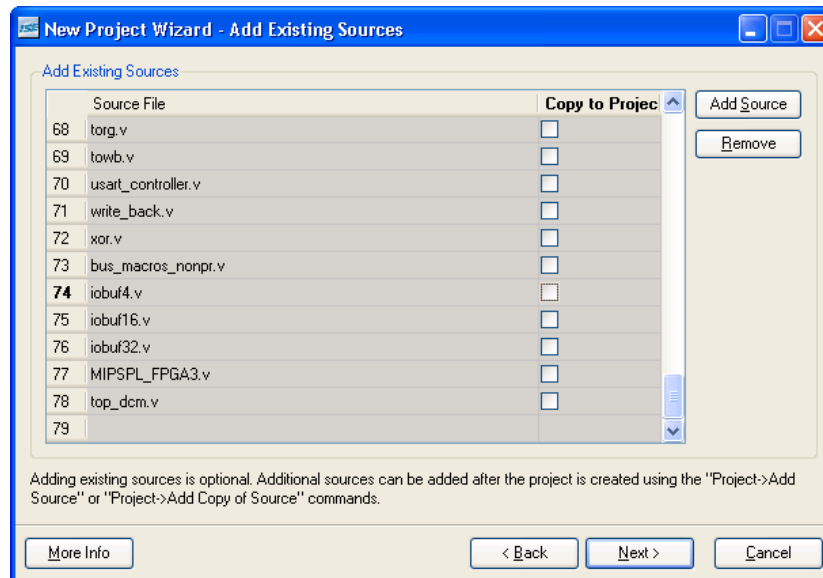 ISE New Project Wizard - Add Existing Sources
Add Existing Sources
Source File Copy to Projec
Add Source
68 torg.v
69 towb.v
Remove
70 usart_controller.v
71 write_back.v
72 xor.v
73 bus_macros_nonpr.v
74 iobuf4.v
75 iobuf16.v
76 iobuf32.v
77 MIPSPL_FPGA3.v
78 top_dcm.v
79
Adding existing sources is optional. Additional sources can be added after the project is created using the "Project->Add
Source" or "Project->Add Copy of Source" commands.
More Info < Back Next > Cancel